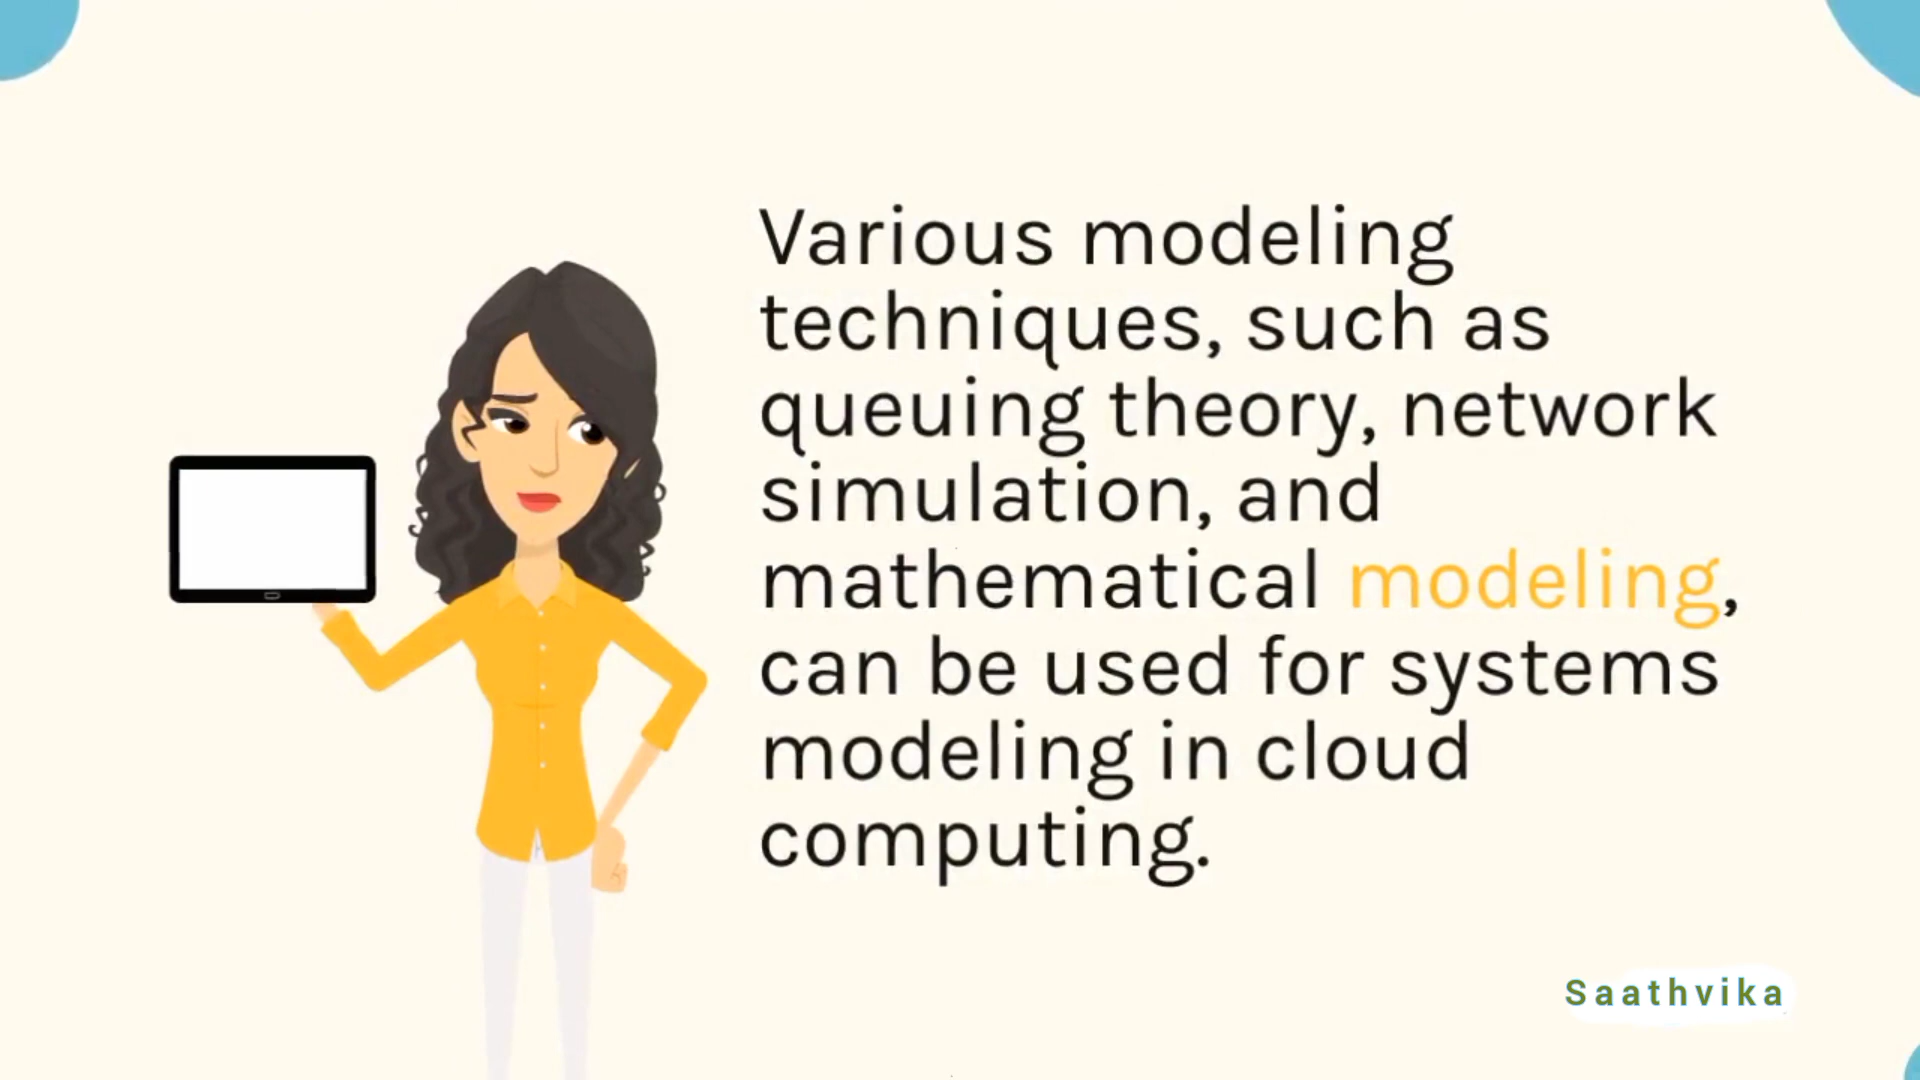 Various modeling
techniques, such as
queuing theory, network
simulation, and
mathematical modeling,
can be used for systems
modeling in cloud
computing.
Saathvika